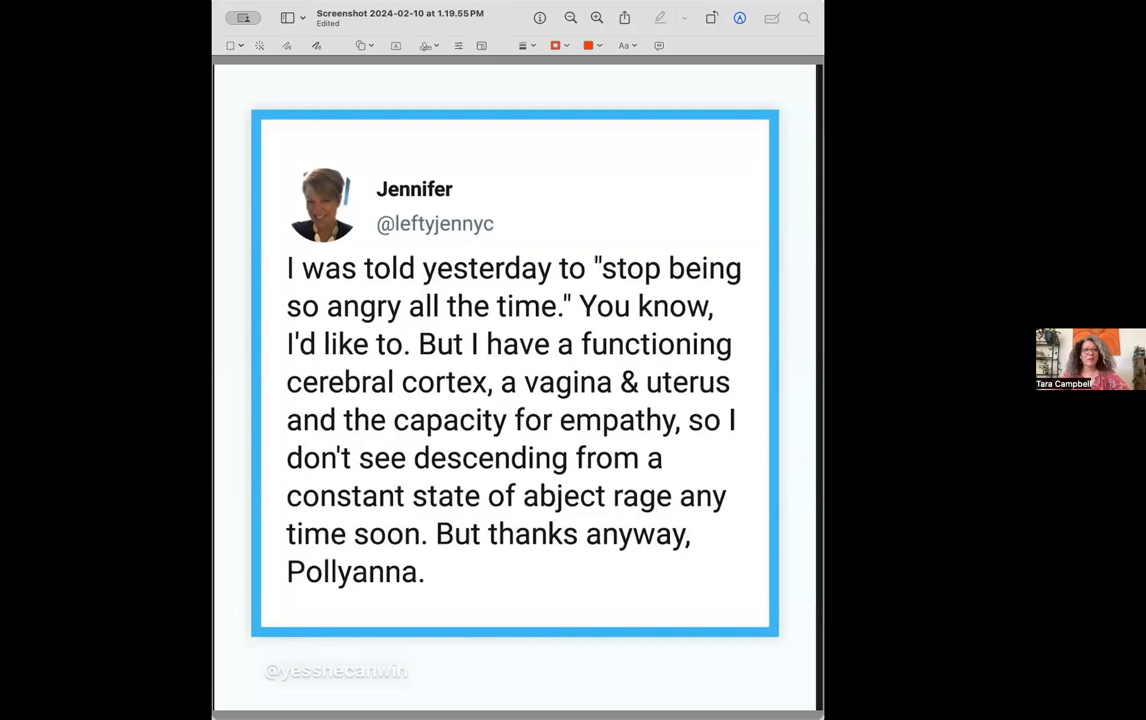 Screenshot 2024-02-10 at 1.19.55 PM
Edited
Aa
Jennifer
@leftyjennyc
I was told yesterday to "stop being
so angry all the time." You know,
I'd like to. But I have a functioning
cerebral cortex, a vagina & uterus
and the capacity for empathy, so I
don't see descending from a
constant state of abject rage any
time soon. But thanks anyway,
Pollyanna.
@yesshecanwin
Tara Campbell